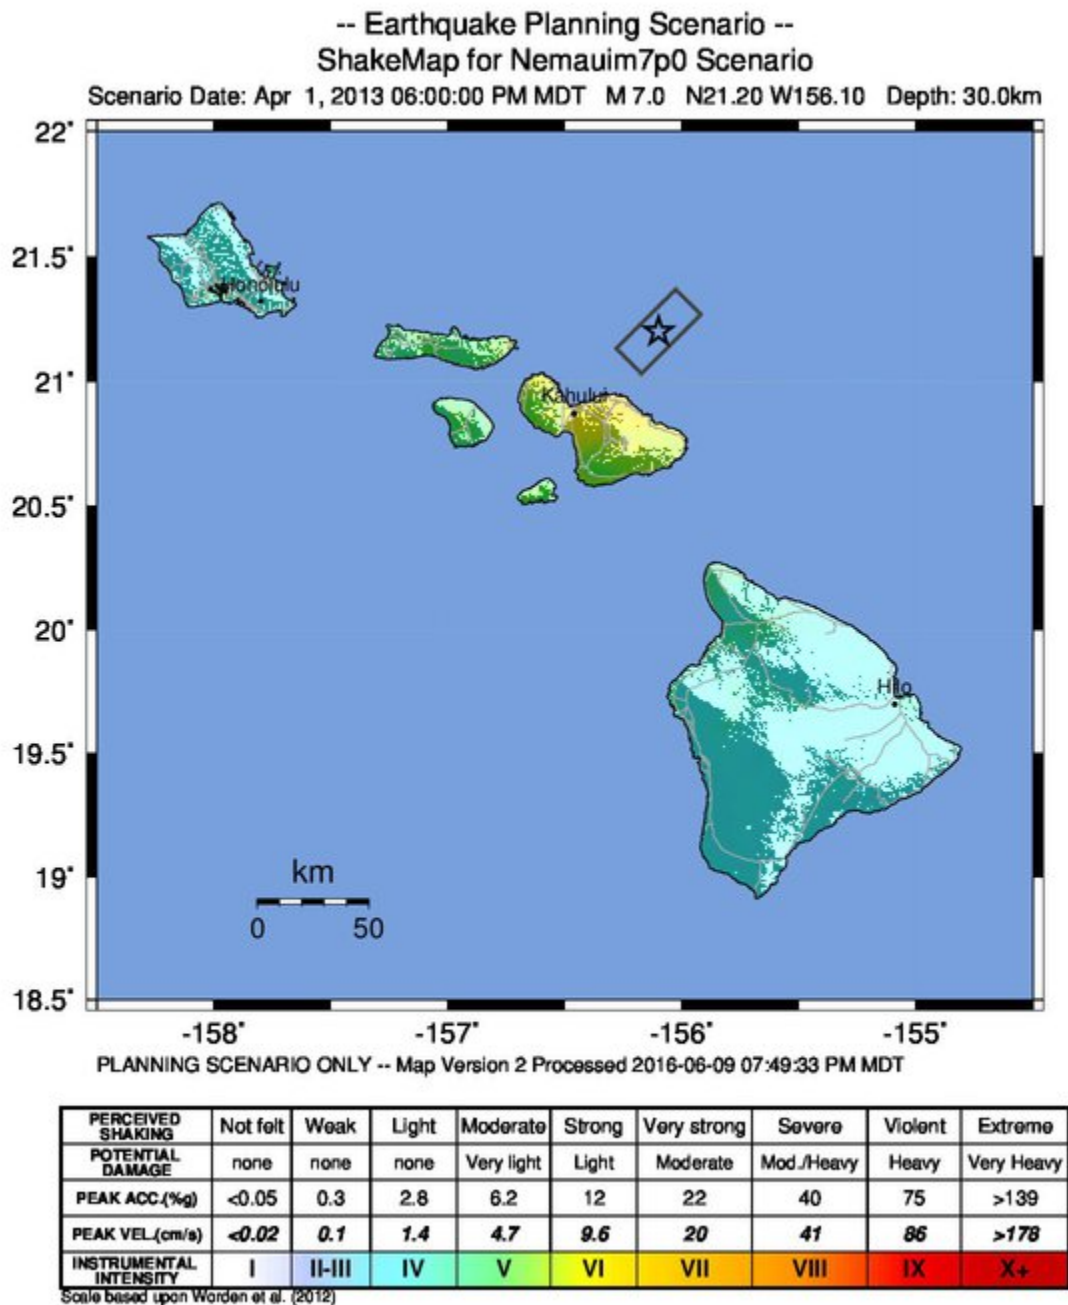 -- Earthquake Planning Scenario --
ShakeMap for Nemauim7p0 Scenario
Scenario Date: Apr 1, 2013 06:00:00 PM MDT M 7.0 N21.20 W156.10 Depth: 30.0km
22˚
21.5˚
Honolulu
21˚
Kahului
20.5˚
20˚
Hilo
19.5˚
19˚
km
0 50
18.5˚
-158˚ -157˚ -156˚ -155˚
PLANNING SCENARIO ONLY -- Map Version 2 Processed 2016-06-09 07:49:33 PM MDT
PERCEIVED SHAKING Not felt Weak Light Moderate Strong Very strong Severe Violent Extreme
POTENTIAL DAMAGE none none none Very light Light Moderate Mod./Heavy Heavy Very Heavy
PEAK ACC.(%g) <0.05 0.3 2.8 6.2 12 22 40 75 >139
PEAK VEL.(cm/s) <0.02 0.1 1.4 4.7 9.6 20 41 86 >178
INSTRUMENTAL INTENSITY I II-III IV V VI VII VIII IX X+
Scale based upon Worden et al. (2012)